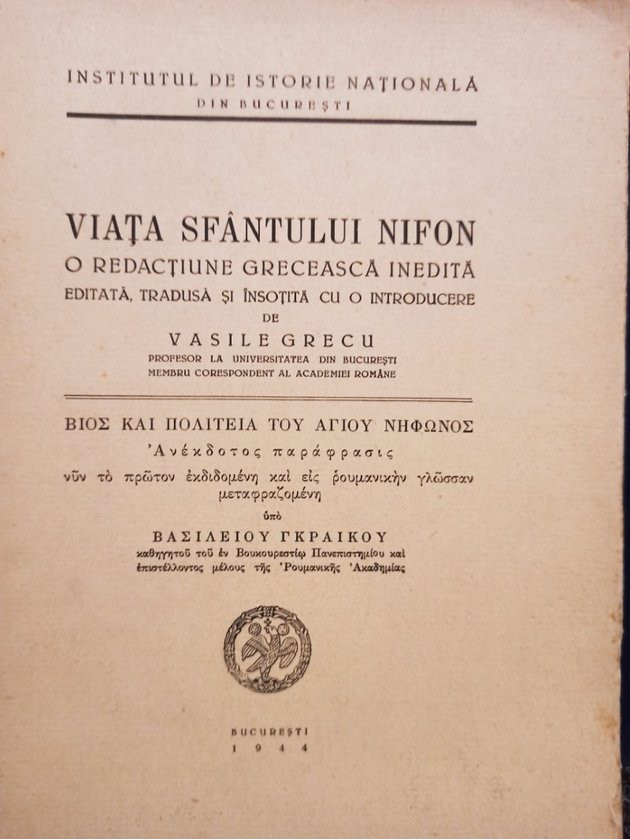 INSTITUTUL DE ISTORIE NAŢIONALĂ
DIN BUCUREŞTI
VIAŢA SFÂNTULUI NIFON
O REDACŢIUNE GRECEASCĂ INEDITĂ
EDITATĂ, TRADUSĂ ŞI ÎNSOŢITĂ CU O INTRODUCERE
DE
VASILE GRECU
PROFESOR LA UNIVERSITATEA DIN BUCUREŞTI
MEMBRU CORESPONDENT AL ACADEMIEI ROMÂNE
ΒΙΟΣ ΚΑΙ ΠΟΛΙΤΕΙΑ ΤΟΥ ΑΓΙΟΥ ΝΗΦΩΝΟΣ
Ἀνέκδοτος παράφρασις
νῦν τὸ πρῶτον ἐκδιδομένη καὶ εἰς ῥουμανικὴν γλῶσσαν
μεταφραζομένη
ὑπὸ
ΒΑΣΙΛΕΙΟΥ ΓΚΡΑΙΚΟΥ
καθηγητοῦ τοῦ ἐν Βουκουρεστίῳ Πανεπιστημίου καὶ
ἐπιστέλλοντος μέλους τῆς Ῥουμανικῆς Ἀκαδημίας
BUCUREŞTI
1944